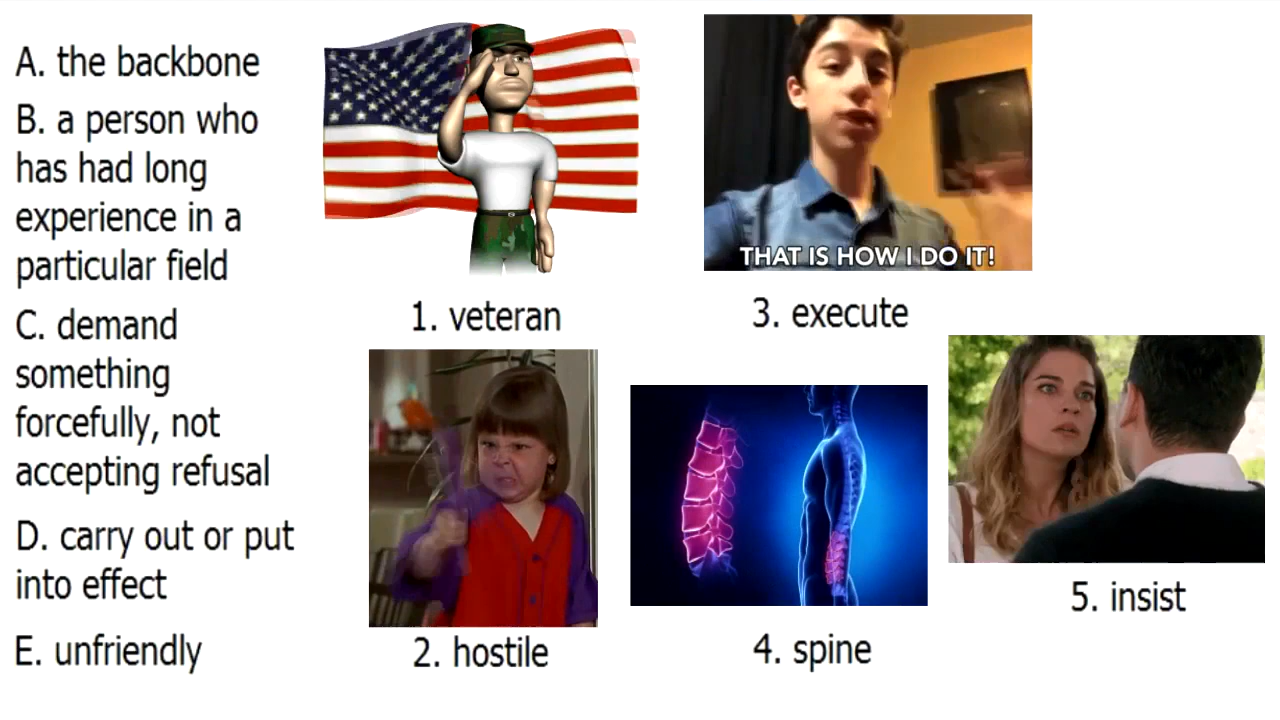 A. the backbone
B. a person who
has had long
experience in a
particular field
C. demand
something
forcefully, not
accepting refusal
D. carry out or put
into effect
E. unfriendly
1. veteran
THAT IS HOW I DO IT!
3. execute
2. hostile
4. spine
5. insist